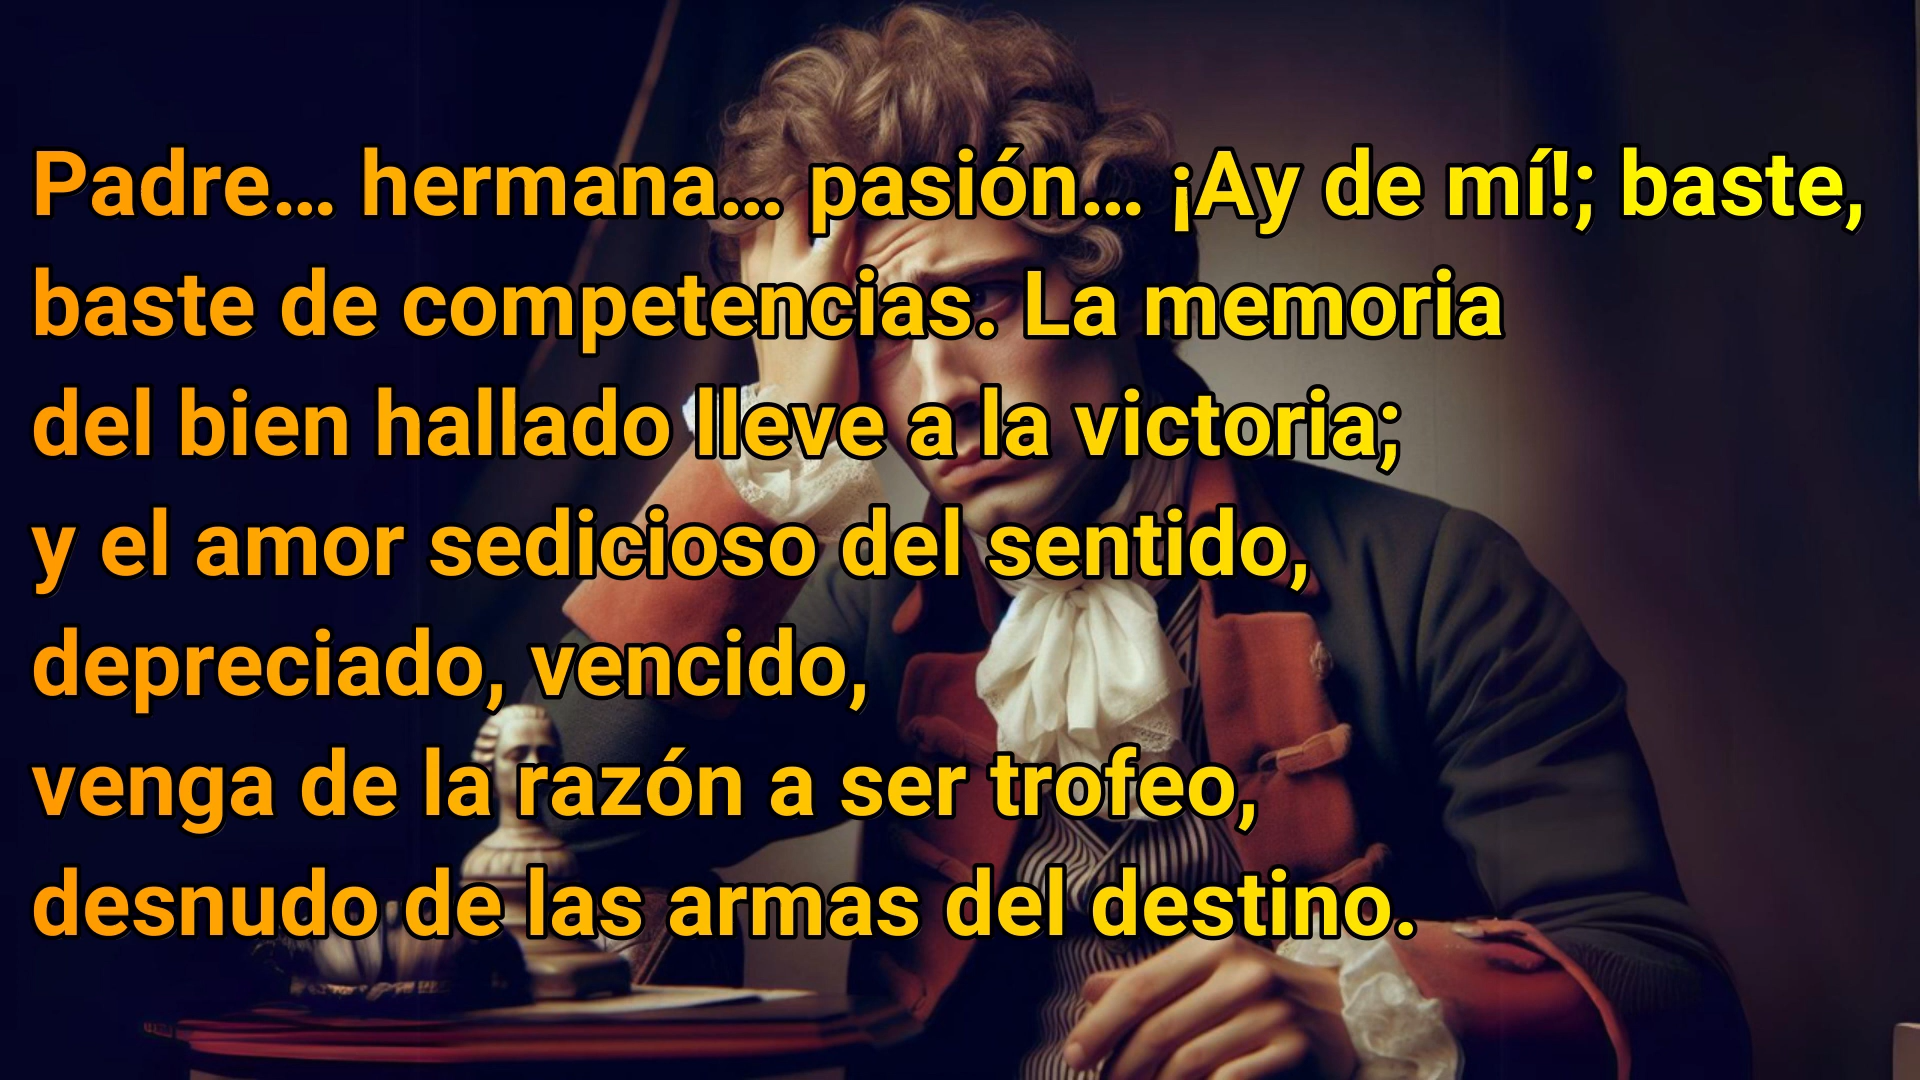 Padre... hermana... pasión... ¡Ay de mí!; baste,
baste de competencias. La memoria
del bien hallado lleve a la victoria;
y el amor sedicioso del sentido,
depreciado, vencido,
venga de la razón a ser trofeo,
desnudo de las armas del destino.